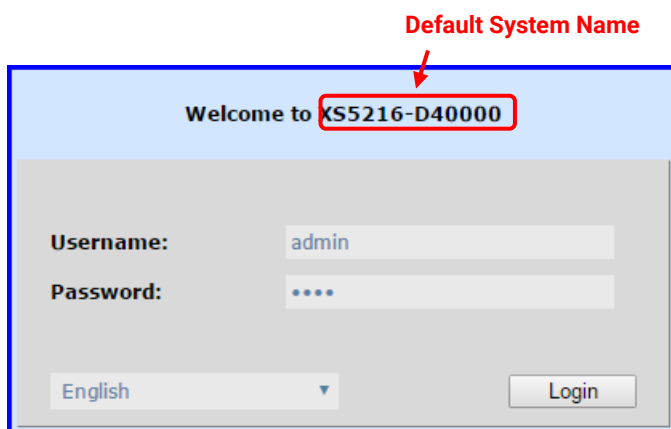 Default System Name
Welcome to XS5216-D40000
Username: admin
Password: ••••
English ▼ Login